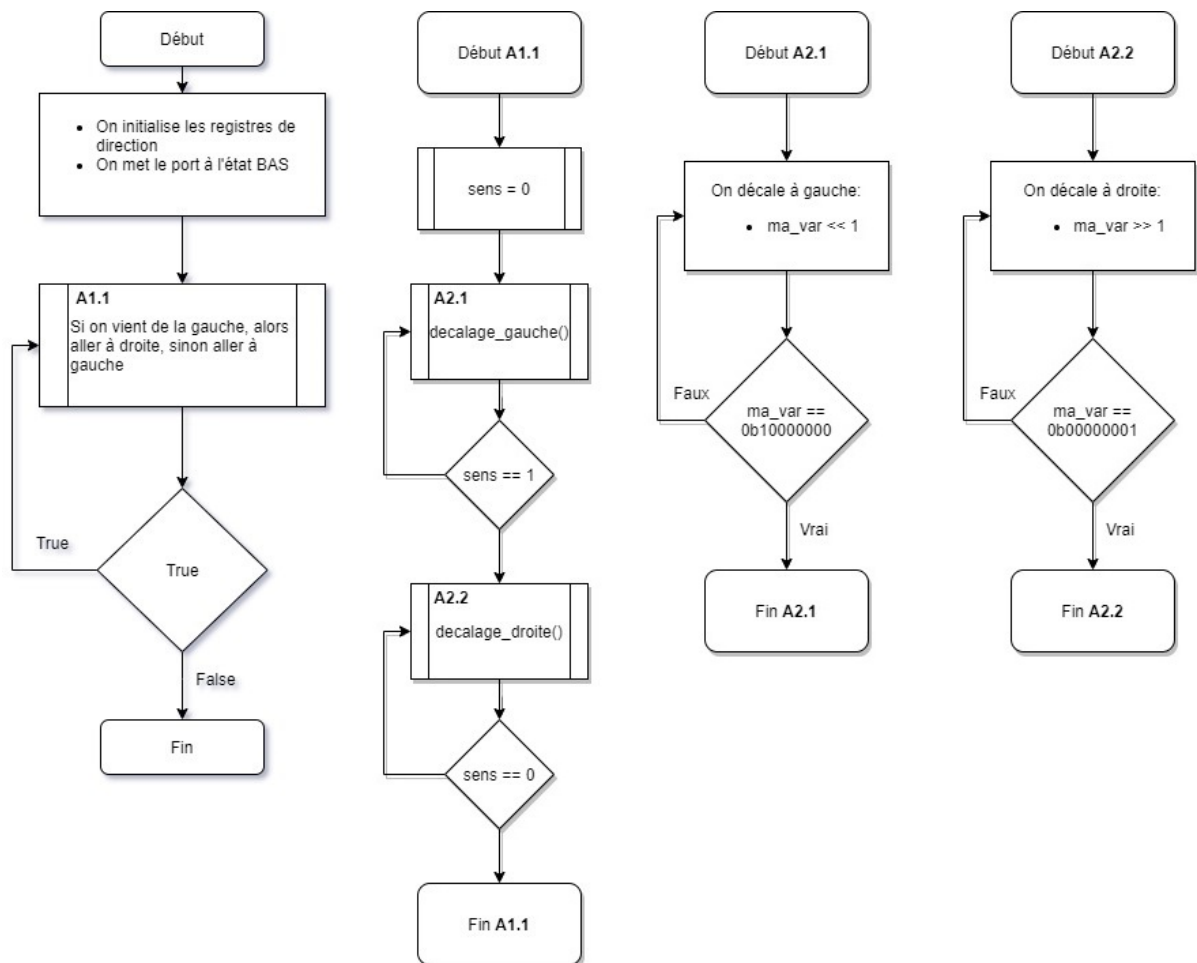 Début
On initialise les registres de
direction
On met le port à l'état BAS
A1.1
Si on vient de la gauche, alors
aller à droite, sinon aller à
gauche
True
True
False
Fin
Début A1.1
sens = 0
A2.1
decalage_gauche()
sens == 1
A2.2
decalage_droite()
sens == 0
Fin A1.1
Début A2.1
On décale à gauche:
ma_var << 1
Faux
ma_var ==
0b10000000
Vrai
Fin A2.1
Début A2.2
On décale à droite:
ma_var >> 1
Faux
ma_var ==
0b00000001
Vrai
Fin A2.2